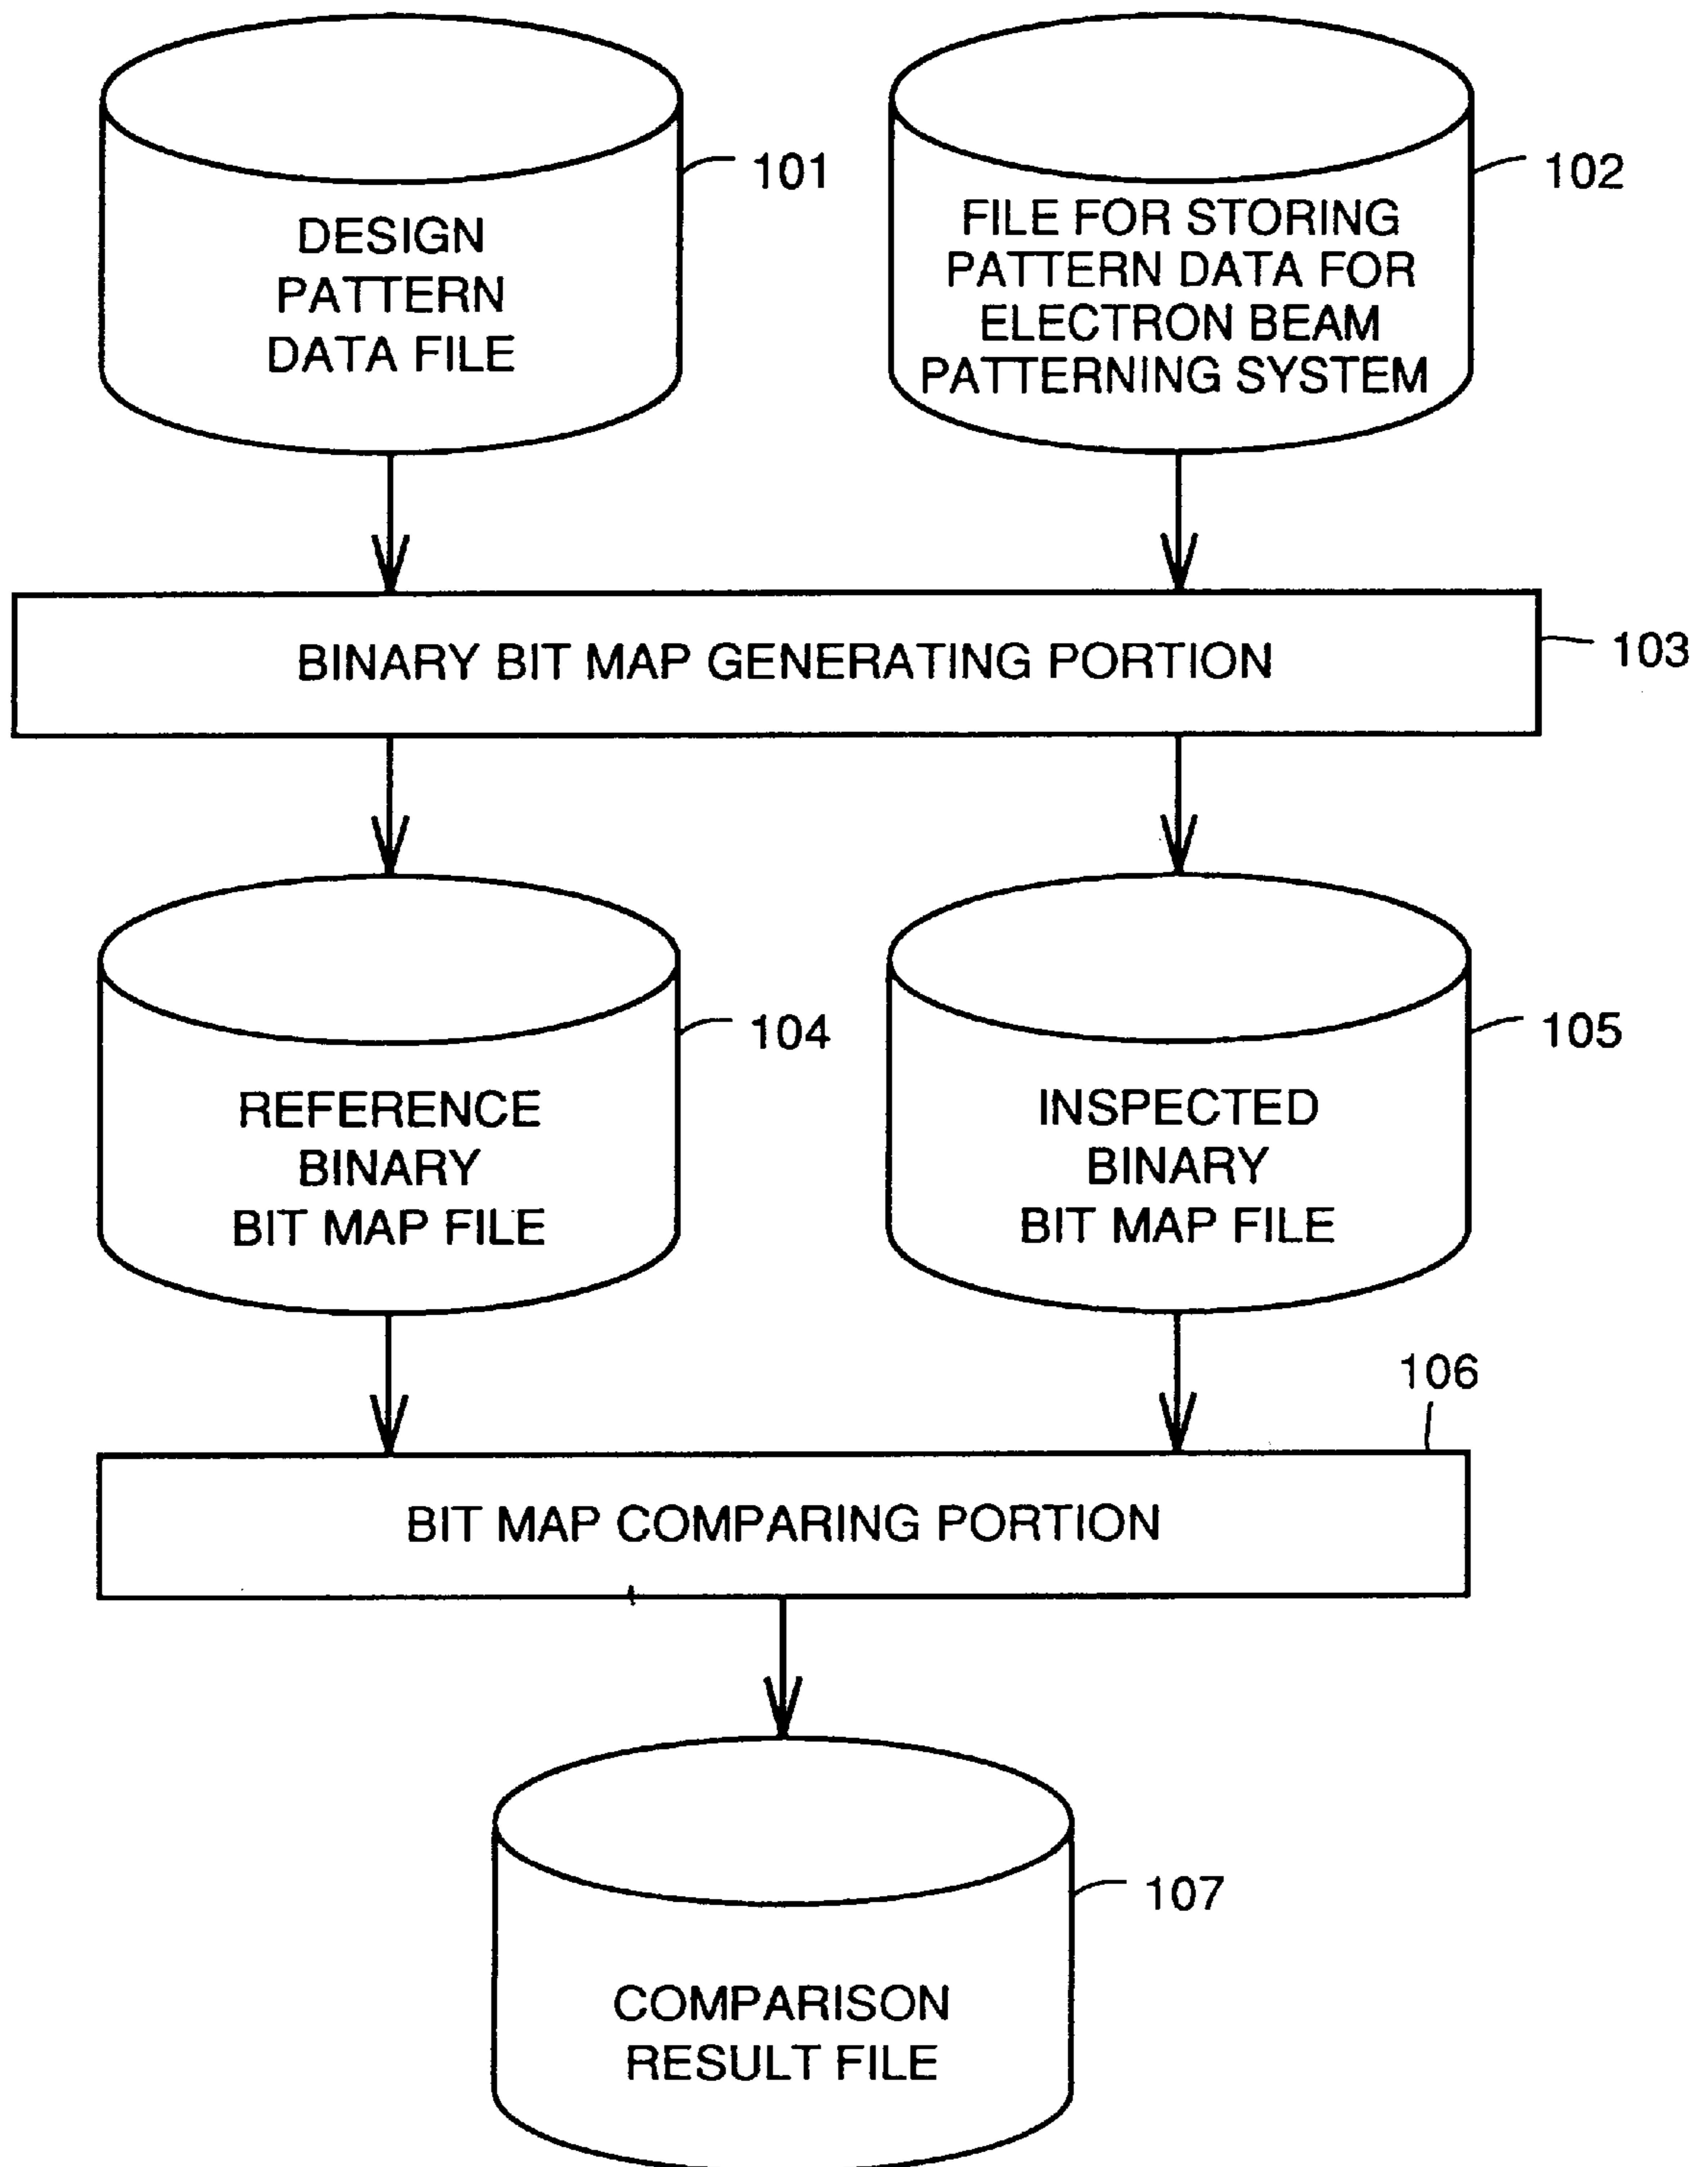 101
DESIGN
PATTERN
DATA FILE
102
FILE FOR STORING
PATTERN DATA FOR
ELECTRON BEAM
PATTERNING SYSTEM
BINARY BIT MAP GENERATING PORTION
103
104
REFERENCE
BINARY
BIT MAP FILE
105
INSPECTED
BINARY
BIT MAP FILE
106
BIT MAP COMPARING PORTION
107
COMPARISON
RESULT FILE